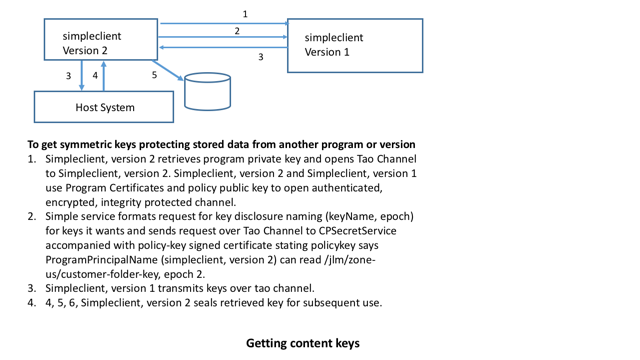 1
simpleclient
Version 2
2
simpleclient
Version 1
3
3
4
5
Host System
To get symmetric keys protecting stored data from another program or version
1. Simpleclient, version 2 retrieves program private key and opens Tao Channel
to Simpleclient, version 2. Simpleclient, version 2 and Simpleclient, version 1
use Program Certificates and policy public key to open authenticated,
encrypted, integrity protected channel.
2. Simple service formats request for key disclosure naming (keyName, epoch)
for keys it wants and sends request over Tao Channel to CPSecretService
accompanied with policy-key signed certificate stating policykey says
ProgramPrincipalName (simpleclient, version 2) can read /jlm/zone-
us/customer-folder-key, epoch 2.
3. Simpleclient, version 1 transmits keys over tao channel.
4. 4, 5, 6, Simpleclient, version 2 seals retrieved key for subsequent use.
Getting content keys